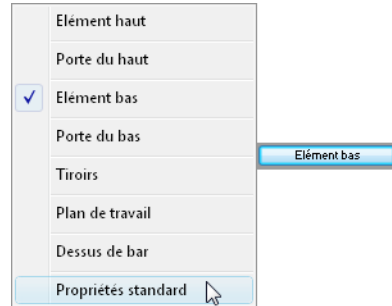 Elément haut
Porte du haut
Elément bas
Porte du bas
Elément bas
Tiroirs
Plan de travail
Dessus de bar
Propriétés standard